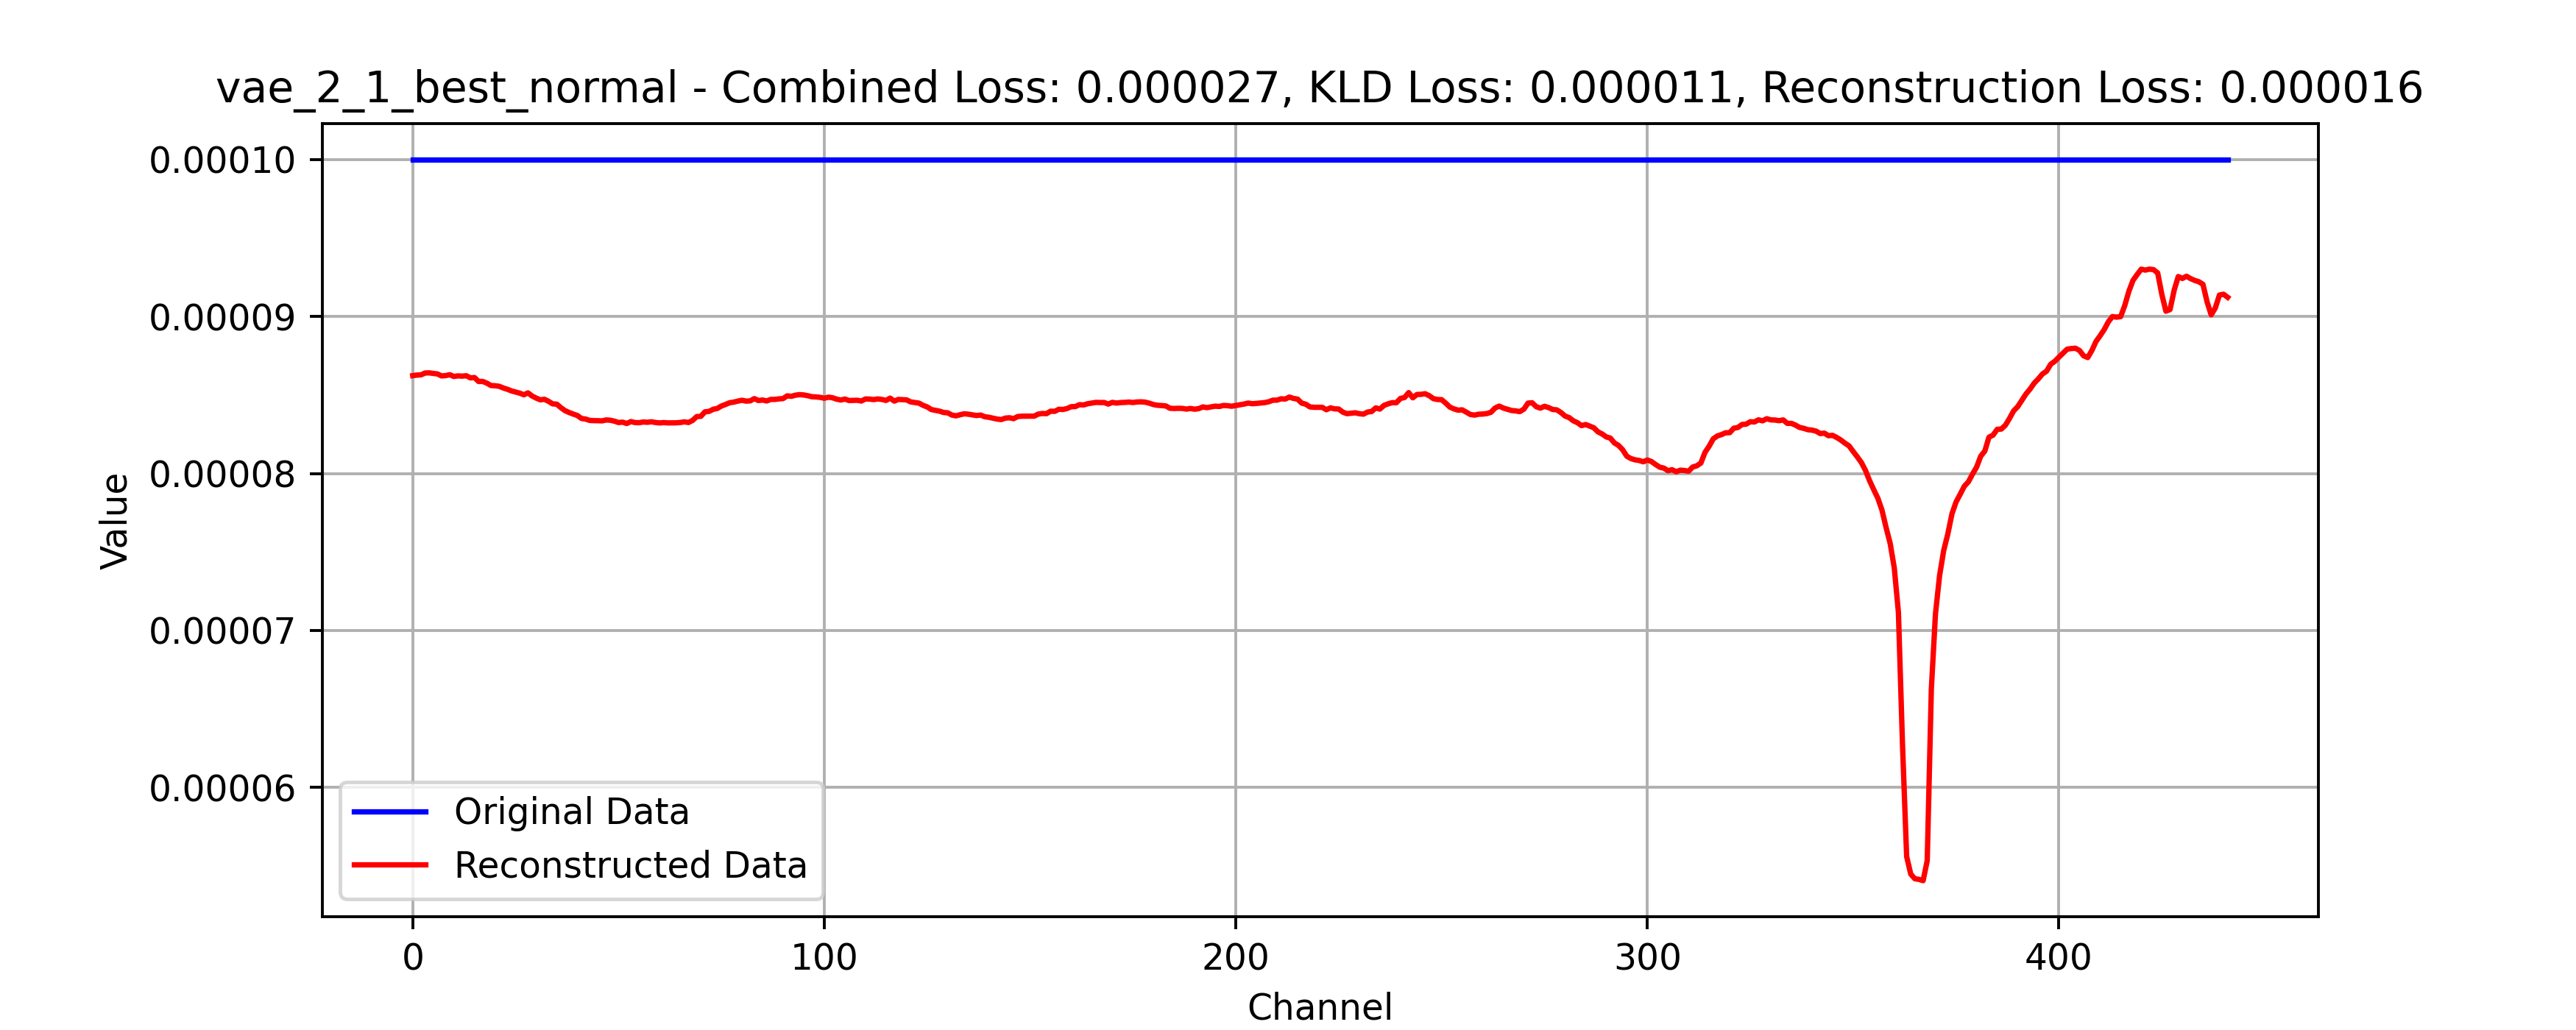 vae_2_1_best_normal - Combined Loss: 0.000027, KLD Loss: 0.000011, Reconstruction Loss: 0.000016
0.00010
0.00009
0.00008
0.00007
0.00006
Value
Original Data
Reconstructed Data
0 100 200 300 400
Channel